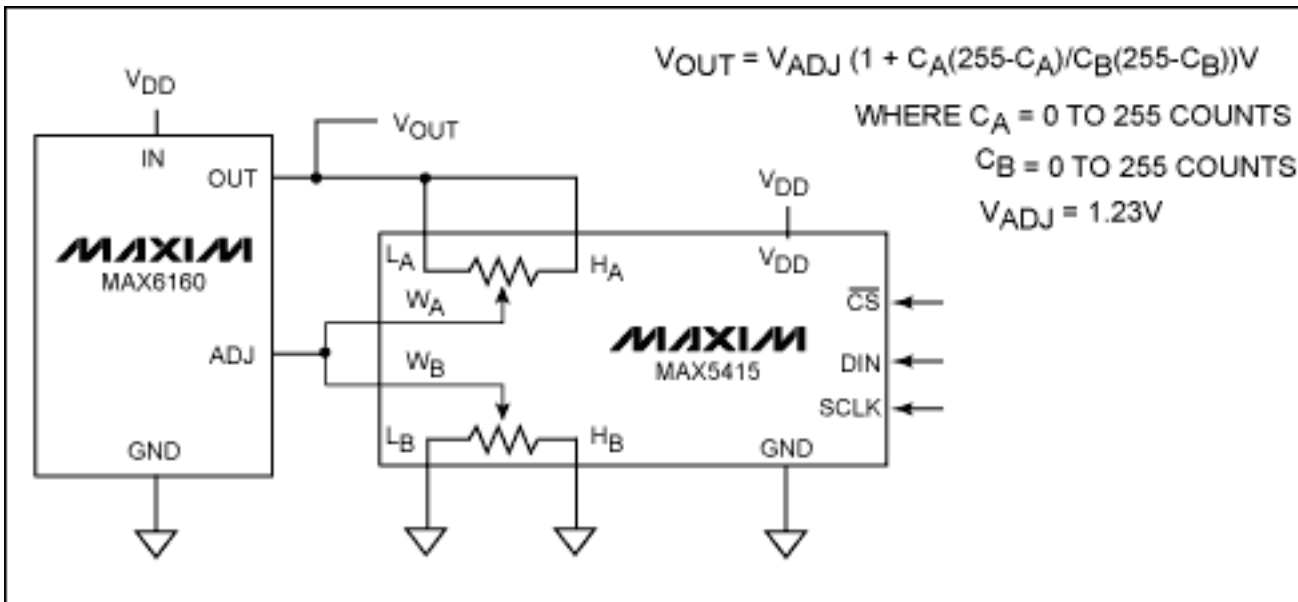 VOUT = VADJ (1 + CA(255-CA)/CB(255-CB))V
WHERE CA = 0 TO 255 COUNTS
CB = 0 TO 255 COUNTS
VADJ = 1.23V
VDD
VOUT
IN
OUT
MAXIM
MAX6160
ADJ
GND
VDD
LA
HA
VDD
WA
CS
MAXIM
MAX5415
WB
DIN
SCLK
LB
HB
GND